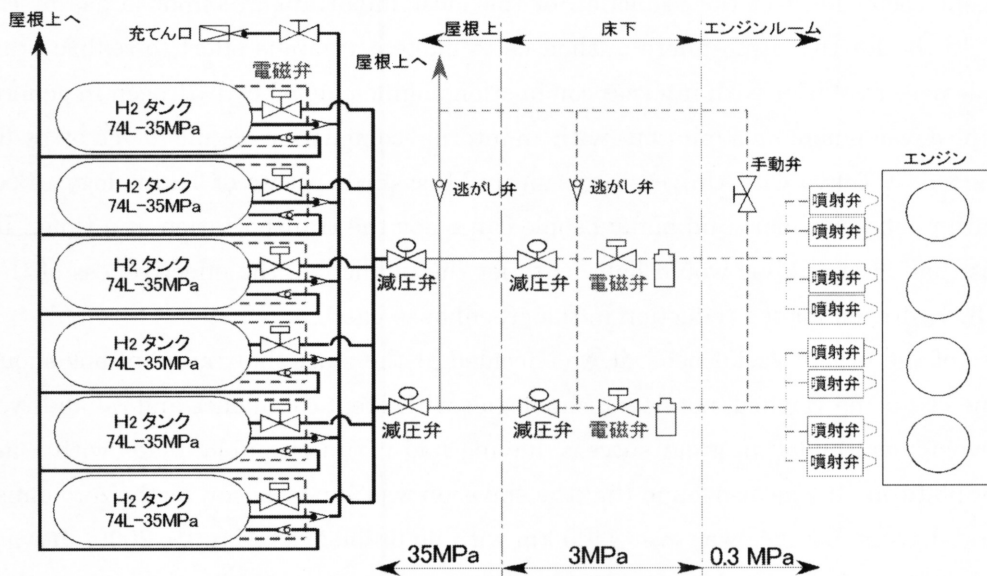 屋根上へ
充てん口
電磁弁
屋根上
床下
エンジンルーム
屋根上へ
H2 タンク
74L-35MPa
H2 タンク
74L-35MPa
H2 タンク
74L-35MPa
H2 タンク
74L-35MPa
H2 タンク
74L-35MPa
H2 タンク
74L-35MPa
逃がし弁
逃がし弁
手動弁
エンジン
減圧弁
減圧弁
電磁弁
減圧弁
減圧弁
電磁弁
噴射弁
噴射弁
噴射弁
噴射弁
噴射弁
噴射弁
噴射弁
噴射弁
35MPa
3MPa
0.3 MPa